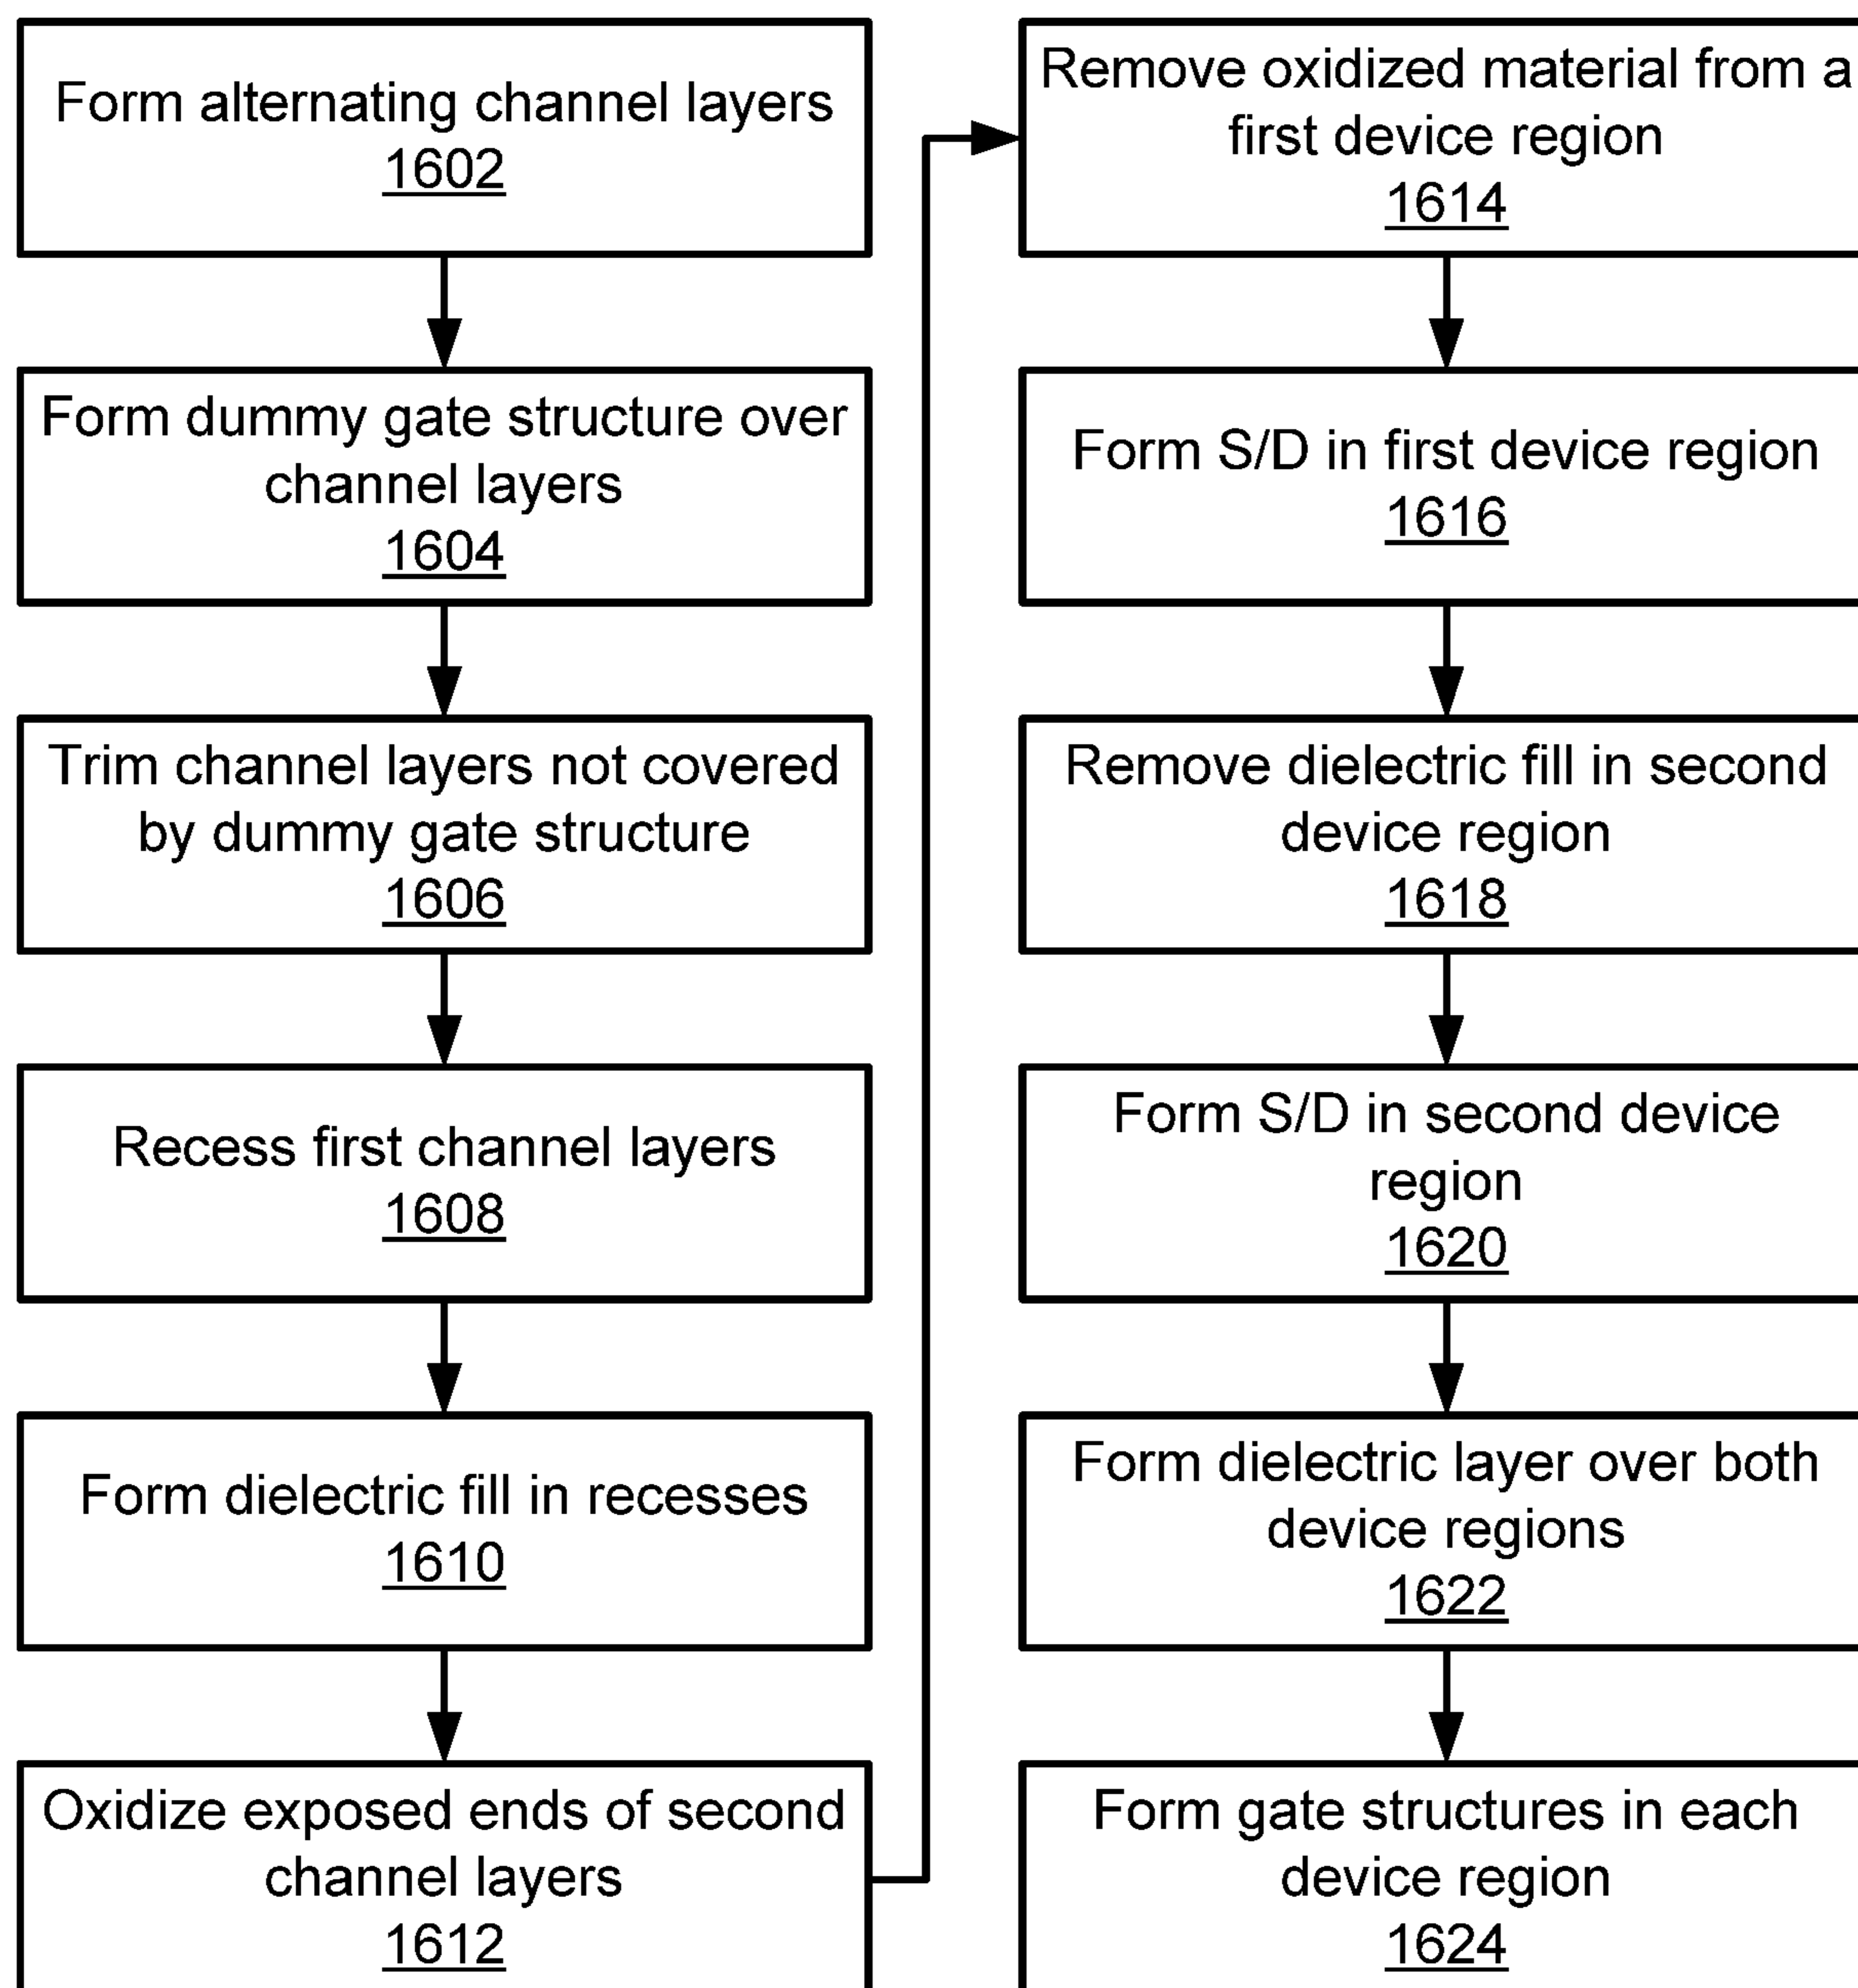 Form alternating channel layers
1602
Form dummy gate structure over
channel layers
1604
Trim channel layers not covered
by dummy gate structure
1606
Recess first channel layers
1608
Form dielectric fill in recesses
1610
Oxidize exposed ends of second
channel layers
1612
Remove oxidized material from a
first device region
1614
Form S/D in first device region
1616
Remove dielectric fill in second
device region
1618
Form S/D in second device
region
1620
Form dielectric layer over both
device regions
1622
Form gate structures in each
device region
1624